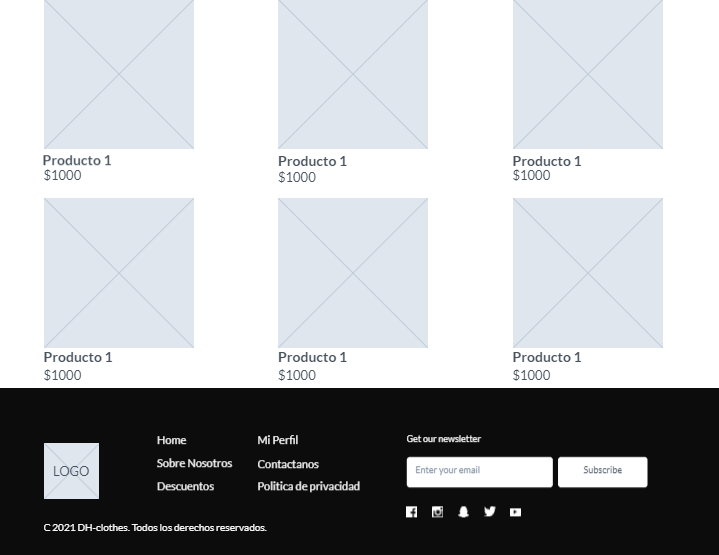 Producto 1
$1000
Producto 1
$1000
Producto 1
$1000
Producto 1
$1000
Producto 1
$1000
Producto 1
$1000
LOGO
Home
Sobre Nosotros
Descuentos
Mi Perfil
Contactanos
Politica de privacidad
Get our newsletter
Enter your email
Subscribe
C 2021 DH-clothes. Todos los derechos reservados.